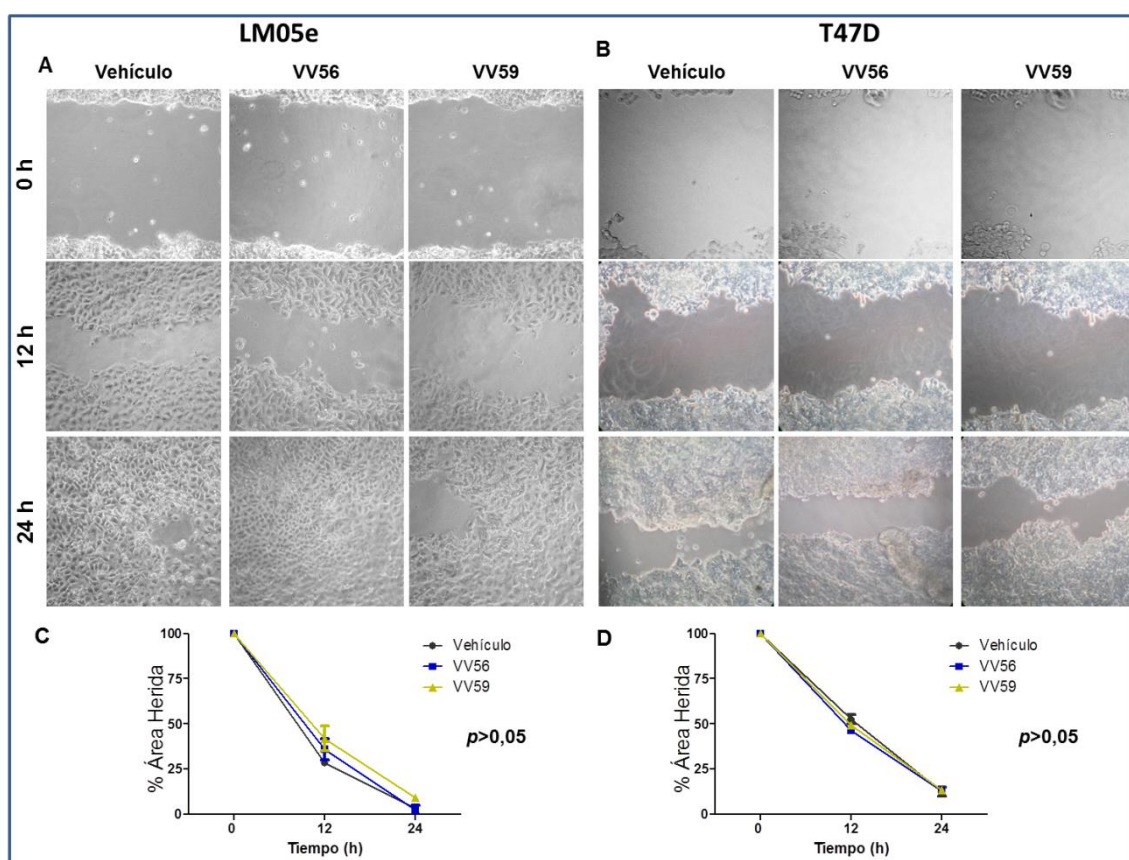 LM05e
T47D
A
B
Vehículo VV56 VV59
Vehículo VV56 VV59
0 h
12 h
24 h
C
100
75
50
25
0
% Área Herida
0 12 24
Tiempo (h)
Vehículo
VV56
VV59
p>0,05
D
100
75
50
25
0
% Área Herida
0 12 24
Tiempo (h)
Vehículo
VV56
VV59
p>0,05